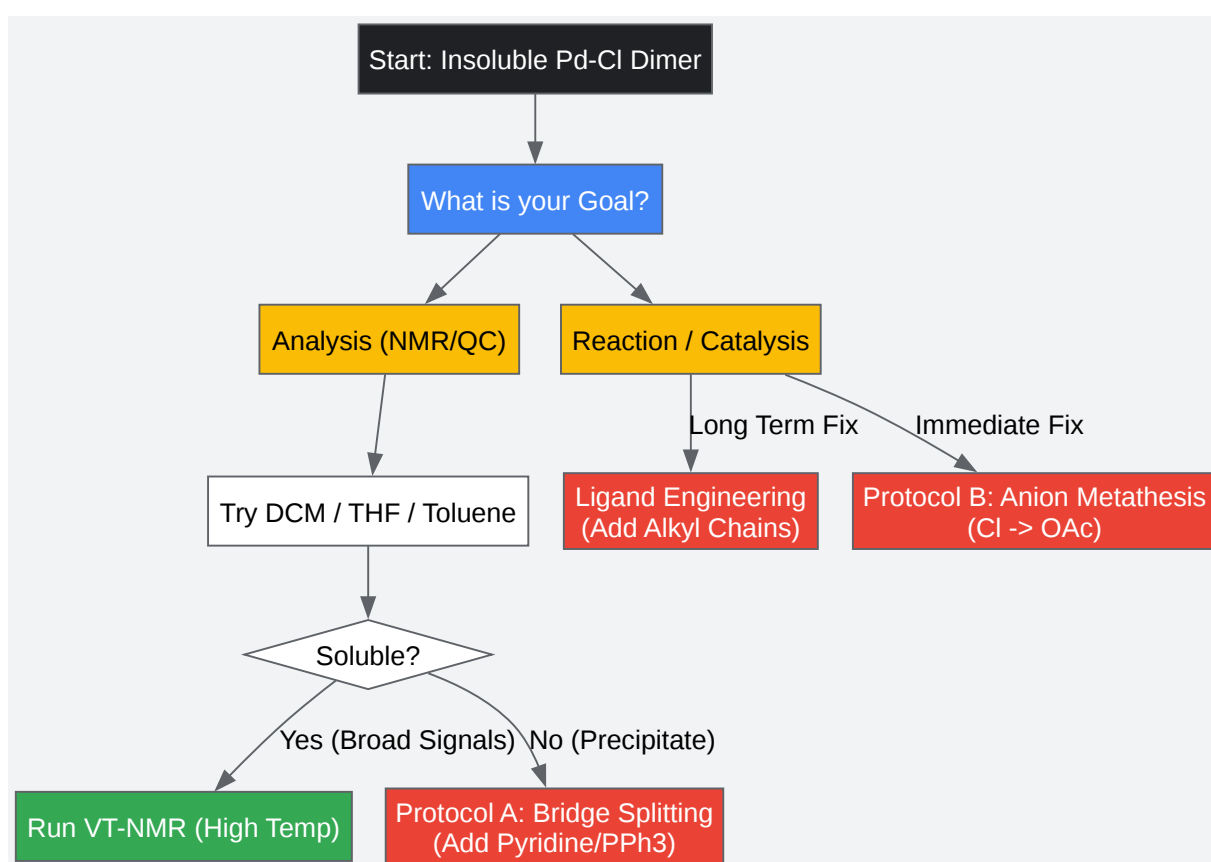 Start: Insoluble Pd-Cl Dimer
What is your Goal?
Analysis (NMR/QC)
Reaction / Catalysis
Long Term Fix
Immediate Fix
Try DCM / THF / Toluene
Ligand Engineering
(Add Alkyl Chains)
Protocol B: Anion Metathesis
(Cl -> OAc)
Soluble?
Yes (Broad Signals)
No (Precipitate)
Run VT-NMR (High Temp)
Protocol A: Bridge Splitting
(Add Pyridine/PPh3)